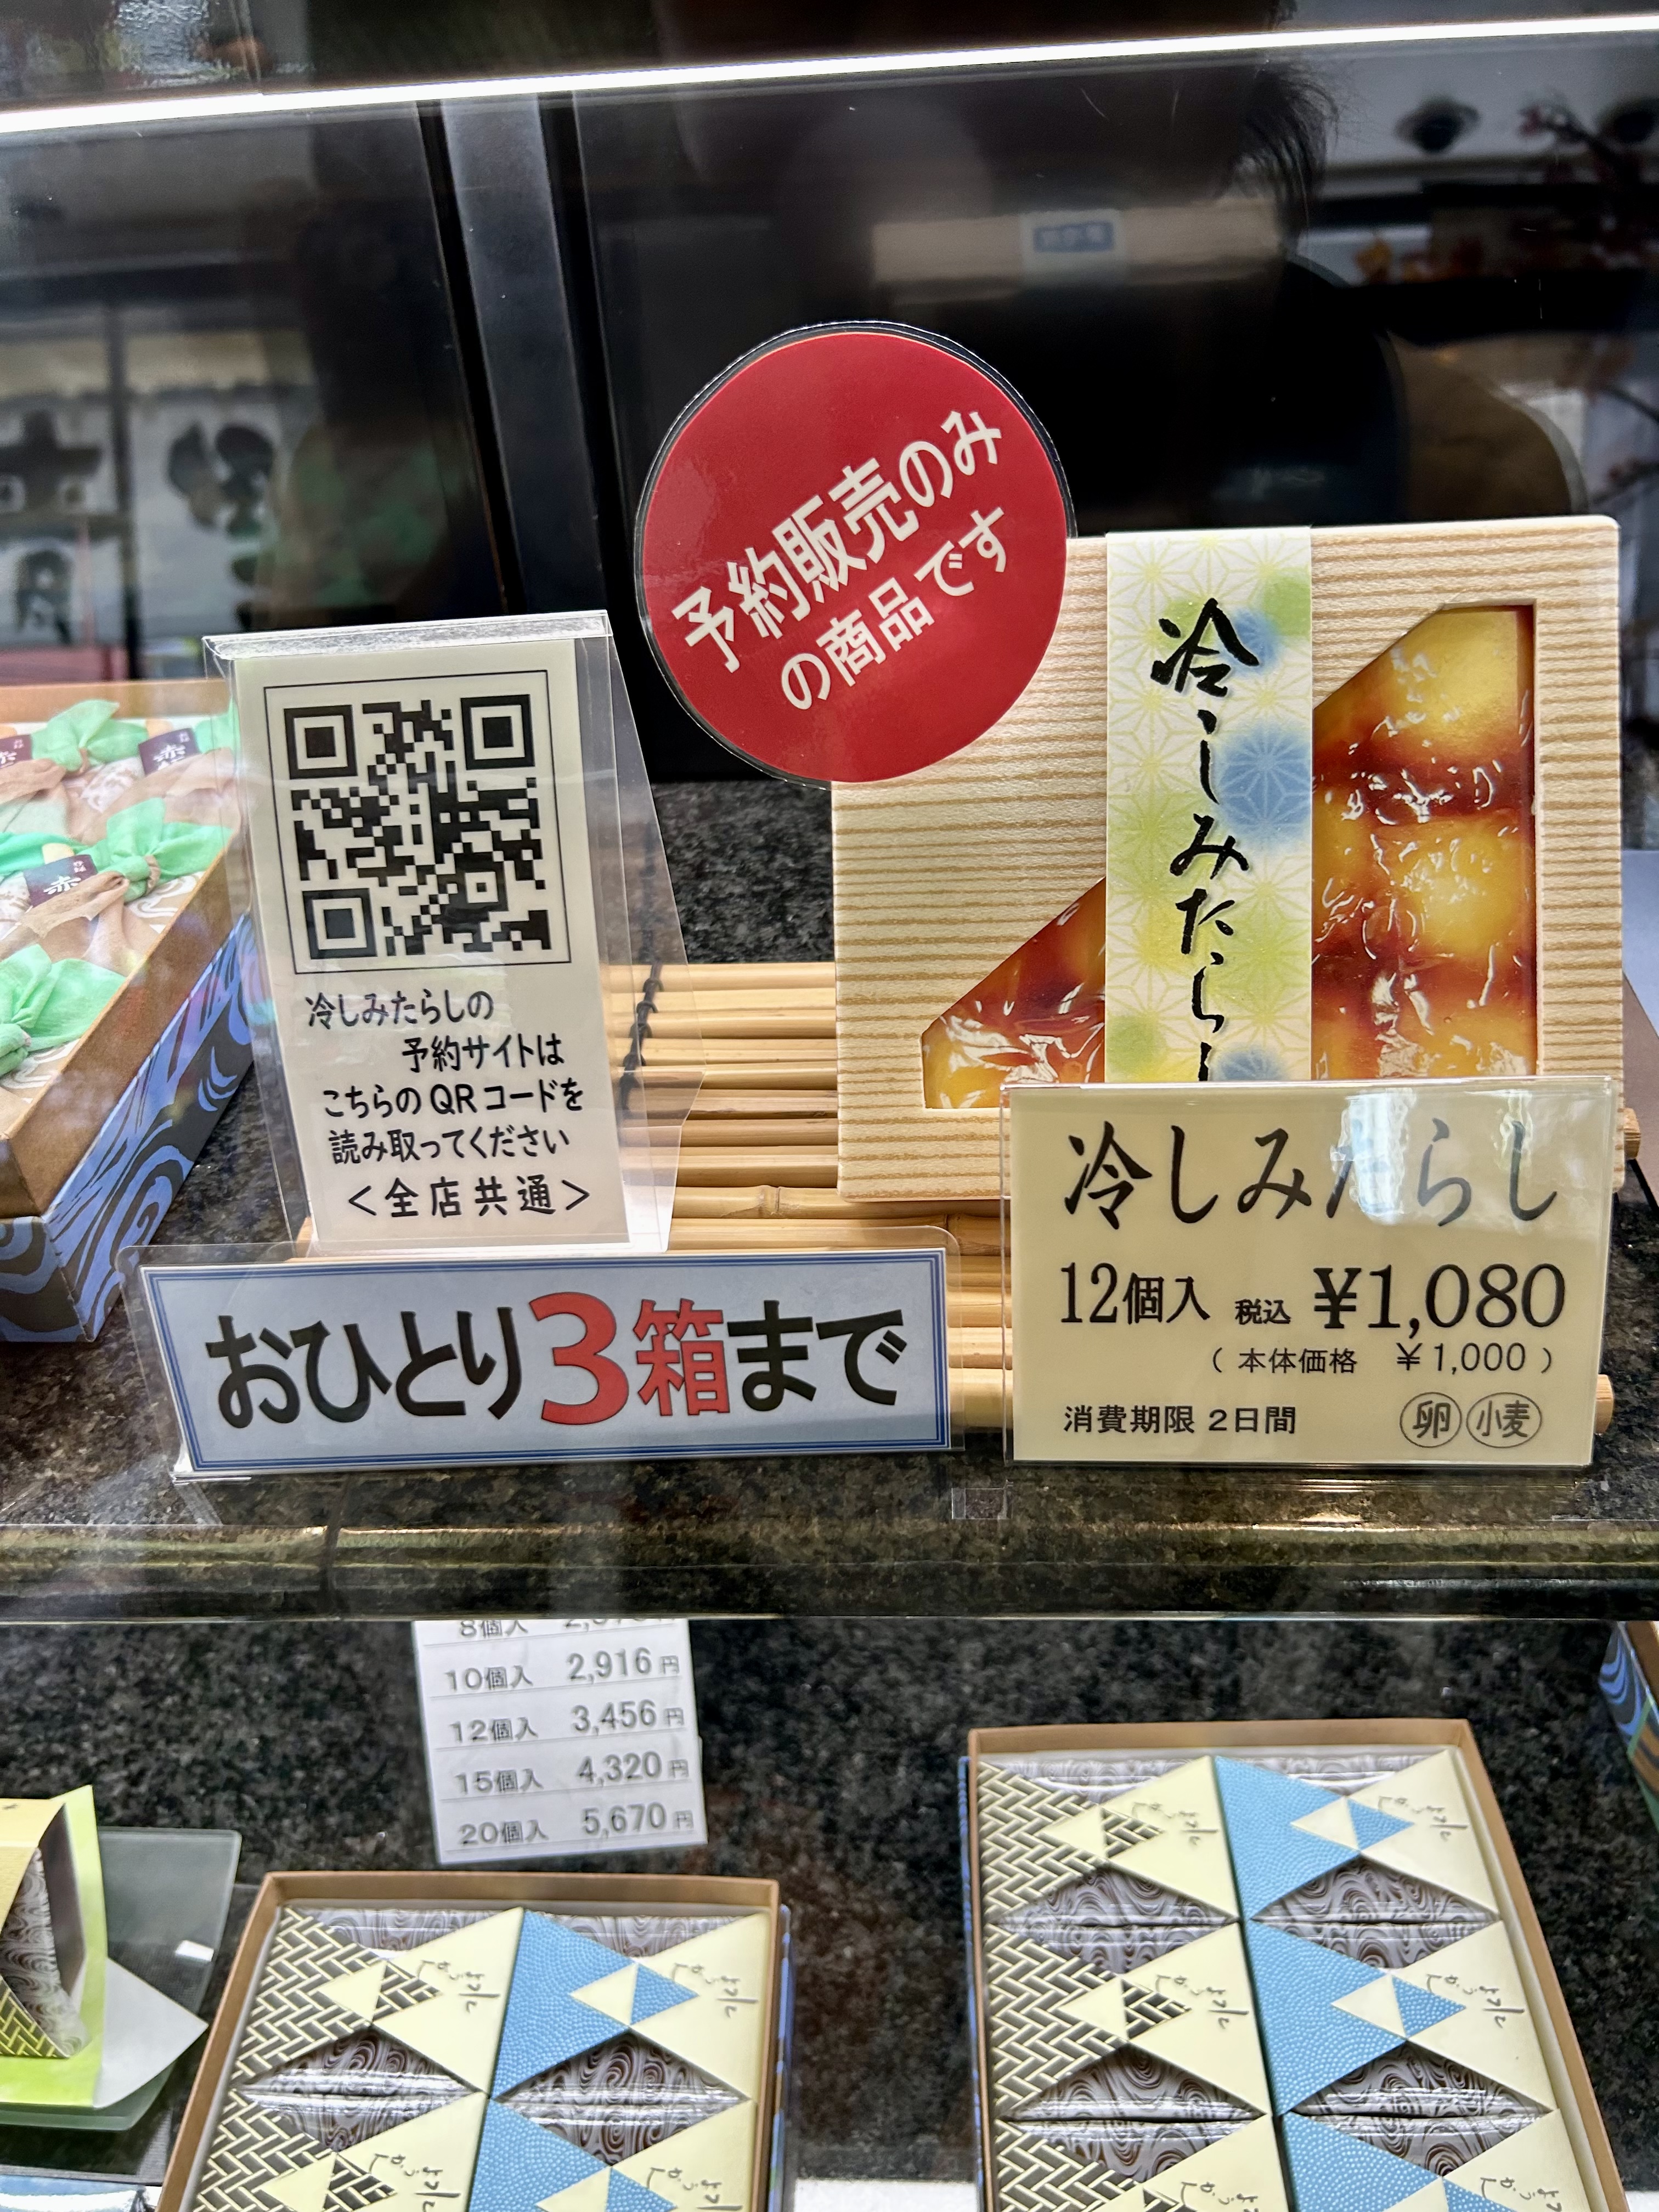 予約販売のみ
の商品です
冷しみたらし
冷しみたらしの
予約サイトは
こちらのQRコードを
読み取ってください
<全店共通>
おひとり3箱まで
冷しみたらし
12個入 税込 ¥1,080
(本体価格 ¥1,000)
消費期限 2日間 卵 小麦
8個入
10個入 2,916円
12個入 3,456円
15個入 4,320円
20個入 5,670円